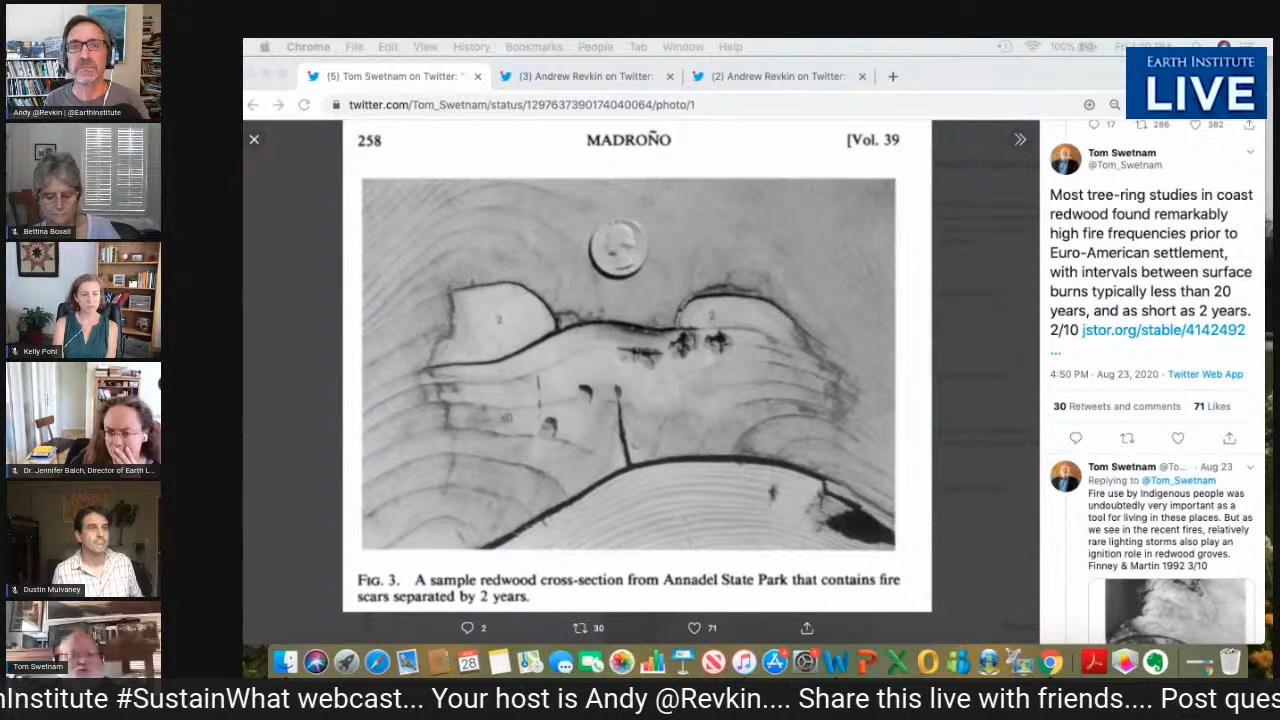 Andy @Revkin | @EarthInstitute
Bettina Boxall
Kelly Pohl
Dr. Jennifer Balch, Director of Earth L...
Dustin Mulvaney
Tom Swetnam
Chrome File Edit View History Bookmarks People Tab Window Help
100%
(5) Tom Swetnam on Twitter: "
(3) Andrew Revkin on Twitter:
(2) Andrew Revkin on Twitter:
twitter.com/Tom_Swetnam/status/1297637390174040064/photo/1
EARTH INSTITUTE
LIVE
258 MADROÑO [Vol. 39
2
2
10
FIG. 3. A sample redwood cross-section from Annadel State Park that contains fire
scars separated by 2 years.
2 30 71
17 286 382
Tom Swetnam
@Tom_Swetnam
Most tree-ring studies in coast
redwood found remarkably
high fire frequencies prior to
Euro-American settlement,
with intervals between surface
burns typically less than 20
years, and as short as 2 years.
2/10 jstor.org/stable/4142492
...
4:50 PM · Aug 23, 2020 · Twitter Web App
30 Retweets and comments 71 Likes
Tom Swetnam @To... · Aug 23
Replying to @Tom_Swetnam
Fire use by Indigenous people was
undoubtedly very important as a
tool for living in these places. But as
we see in the recent fires, relatively
rare lighting storms also play an
ignition role in redwood groves.
Finney & Martin 1992 3/10
28
hInstitute #SustainWhat webcast... Your host is Andy @Revkin.... Share this live with friends.... Post ques